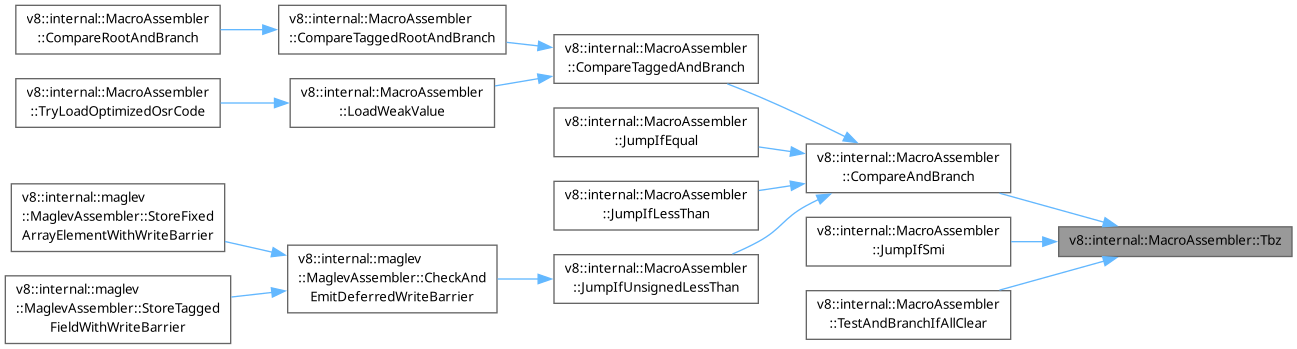 v8::internal::MacroAssembler
::CompareRootAndBranch
v8::internal::MacroAssembler
::CompareTaggedRootAndBranch
v8::internal::MacroAssembler
::CompareTaggedAndBranch
v8::internal::MacroAssembler
::TryLoadOptimizedOsrCode
v8::internal::MacroAssembler
::LoadWeakValue
v8::internal::MacroAssembler
::JumpIfEqual
v8::internal::MacroAssembler
::CompareAndBranch
v8::internal::maglev
::MaglevAssembler::StoreFixed
ArrayElementWithWriteBarrier
v8::internal::MacroAssembler
::JumpIfLessThan
v8::internal::MacroAssembler
::JumpIfSmi
v8::internal::MacroAssembler::Tbz
v8::internal::maglev
::MaglevAssembler::CheckAnd
EmitDeferredWriteBarrier
v8::internal::MacroAssembler
::JumpIfUnsignedLessThan
v8::internal::maglev
::MaglevAssembler::StoreTagged
FieldWithWriteBarrier
v8::internal::MacroAssembler
::TestAndBranchIfAllClear